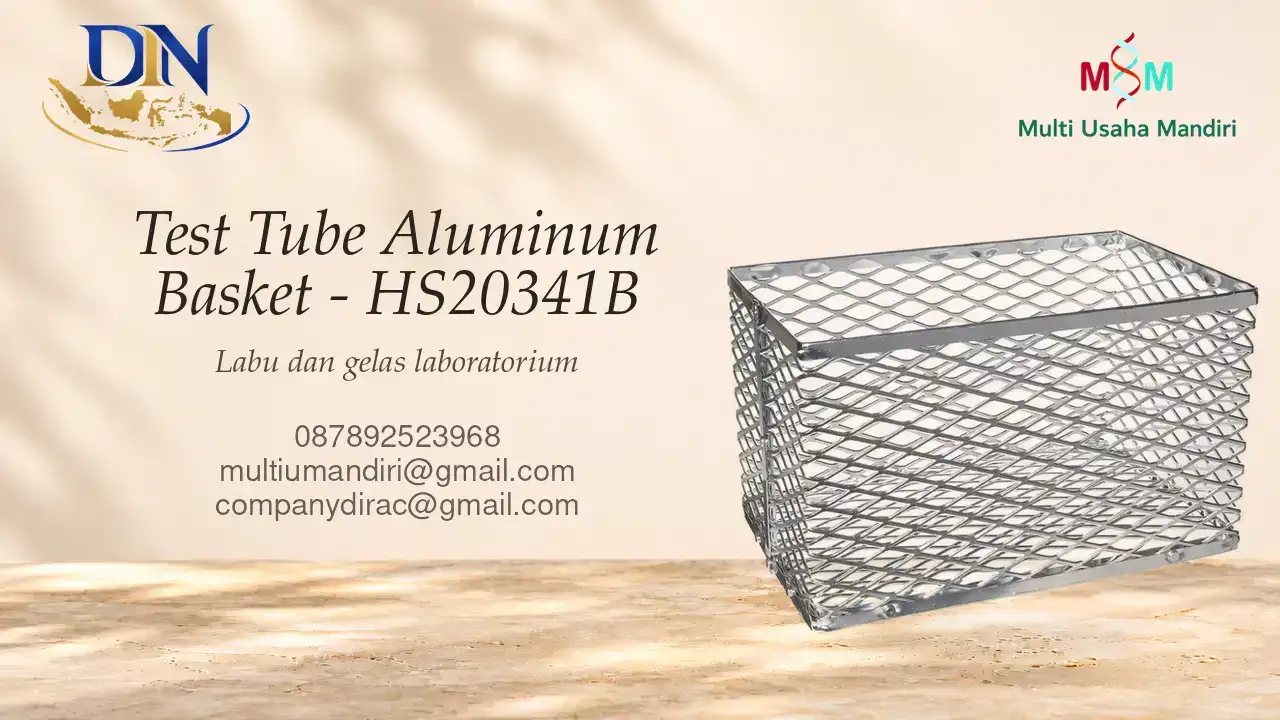 DIN
M M
Multi Usaha Mandiri
Test Tube Aluminum
Basket - HS20341B
Labu dan gelas laboratorium
087892523968
multiumandiri@gmail.com
companydirac@gmail.com